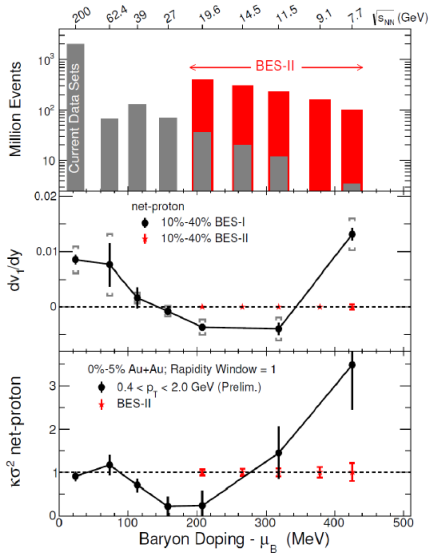 200 62.4 39 27 19.6 14.5 11.5 9.1 7.7 √sNN (GeV)
BES-II
Million Events
Current Data Sets
10³
10²
10
0.02
net-proton
10%-40% BES-I
10%-40% BES-II
dv₁/dy
0.01
0
0%-5% Au+Au; Rapidity Window = 1
0.4 < pT < 2.0 GeV (Prelim.)
BES-II
κσ² net-proton
3
2
1
0
0 100 200 300 400 500
Baryon Doping - μB (MeV)